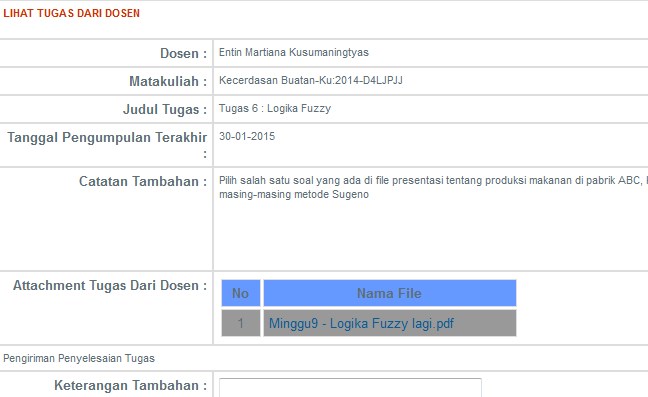 LIHAT TUGAS DARI DOSEN
Dosen : Entin Martiana Kusumaningtyas
Matakuliah : Kecerdasan Buatan-Ku:2014-D4LJPJJ
Judul Tugas : Tugas 6 : Logika Fuzzy
Tanggal Pengumpulan Terakhir : 30-01-2015
Catatan Tambahan : Pilih salah satu soal yang ada di file presentasi tentang produksi makanan di pabrik ABC,
masing-masing metode Sugeno
Attachment Tugas Dari Dosen :
No Nama File
1 Minggu9 - Logika Fuzzy lagi.pdf
Pengiriman Penyelesaian Tugas
Keterangan Tambahan :